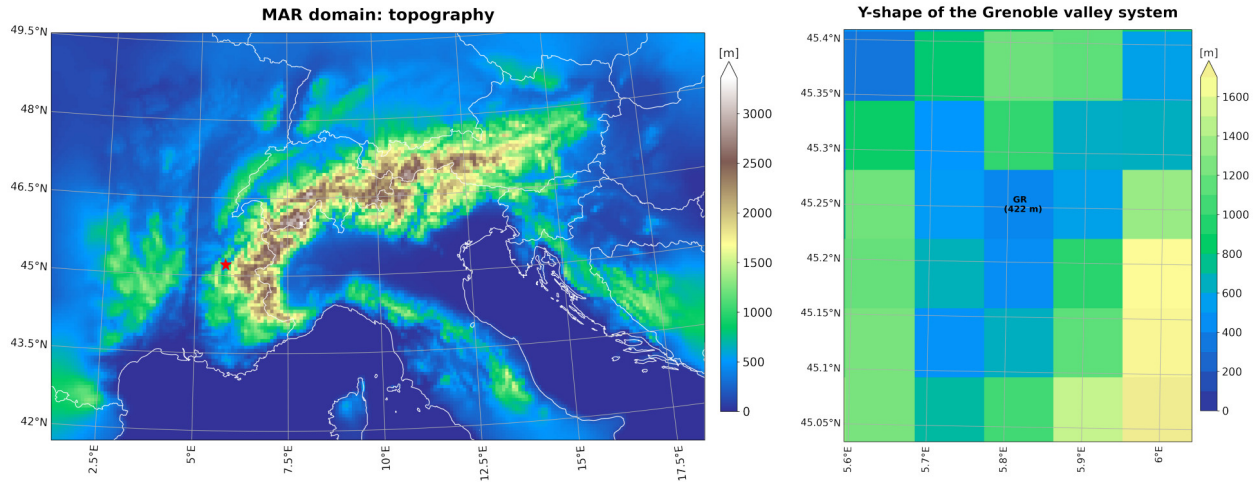 MAR domain: topography
49.5°N
48°N
46.5°N
45°N
43.5°N
42°N
2.5°E
5°E
7.5°E
10°E
12.5°E
15°E
17.5°E
[m]
3000
2500
2000
1500
1000
500
0
Y-shape of the Grenoble valley system
45.4°N
45.35°N
45.3°N
45.25°N
45.2°N
45.15°N
45.1°N
45.05°N
GR
(422 m)
5.6°E
5.7°E
5.8°E
5.9°E
6°E
[m]
1600
1400
1200
1000
800
600
400
200
0